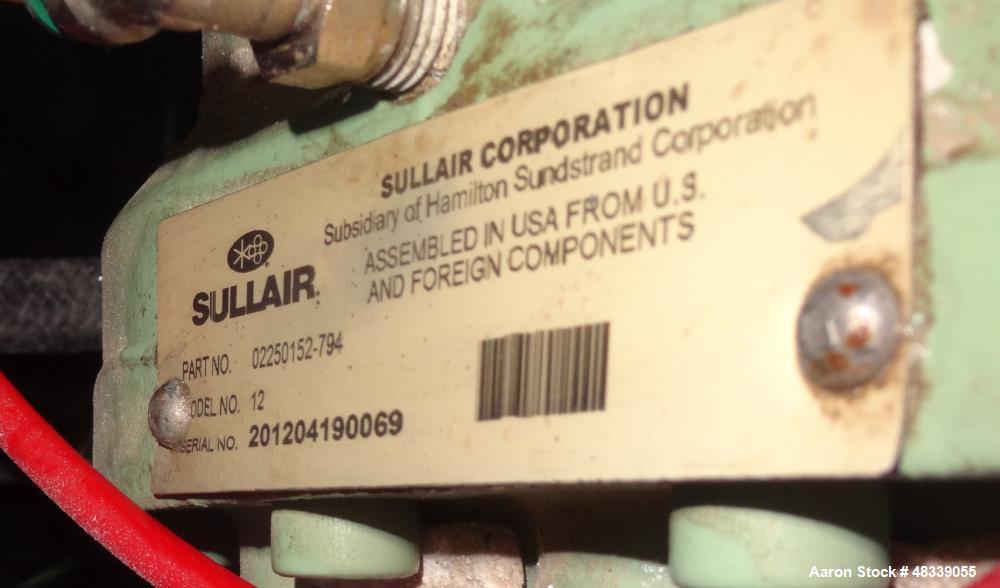 SULLAIR CORPORATION
Subsidiary of Hamilton Sundstrand Corporation
ASSEMBLED IN USA FROM U.S.
AND FOREIGN COMPONENTS
SULLAIR
PART NO. 02250152-794
ODEL NO. 12
SERIAL NO. 201204190069
Aaron Stock # 48339055